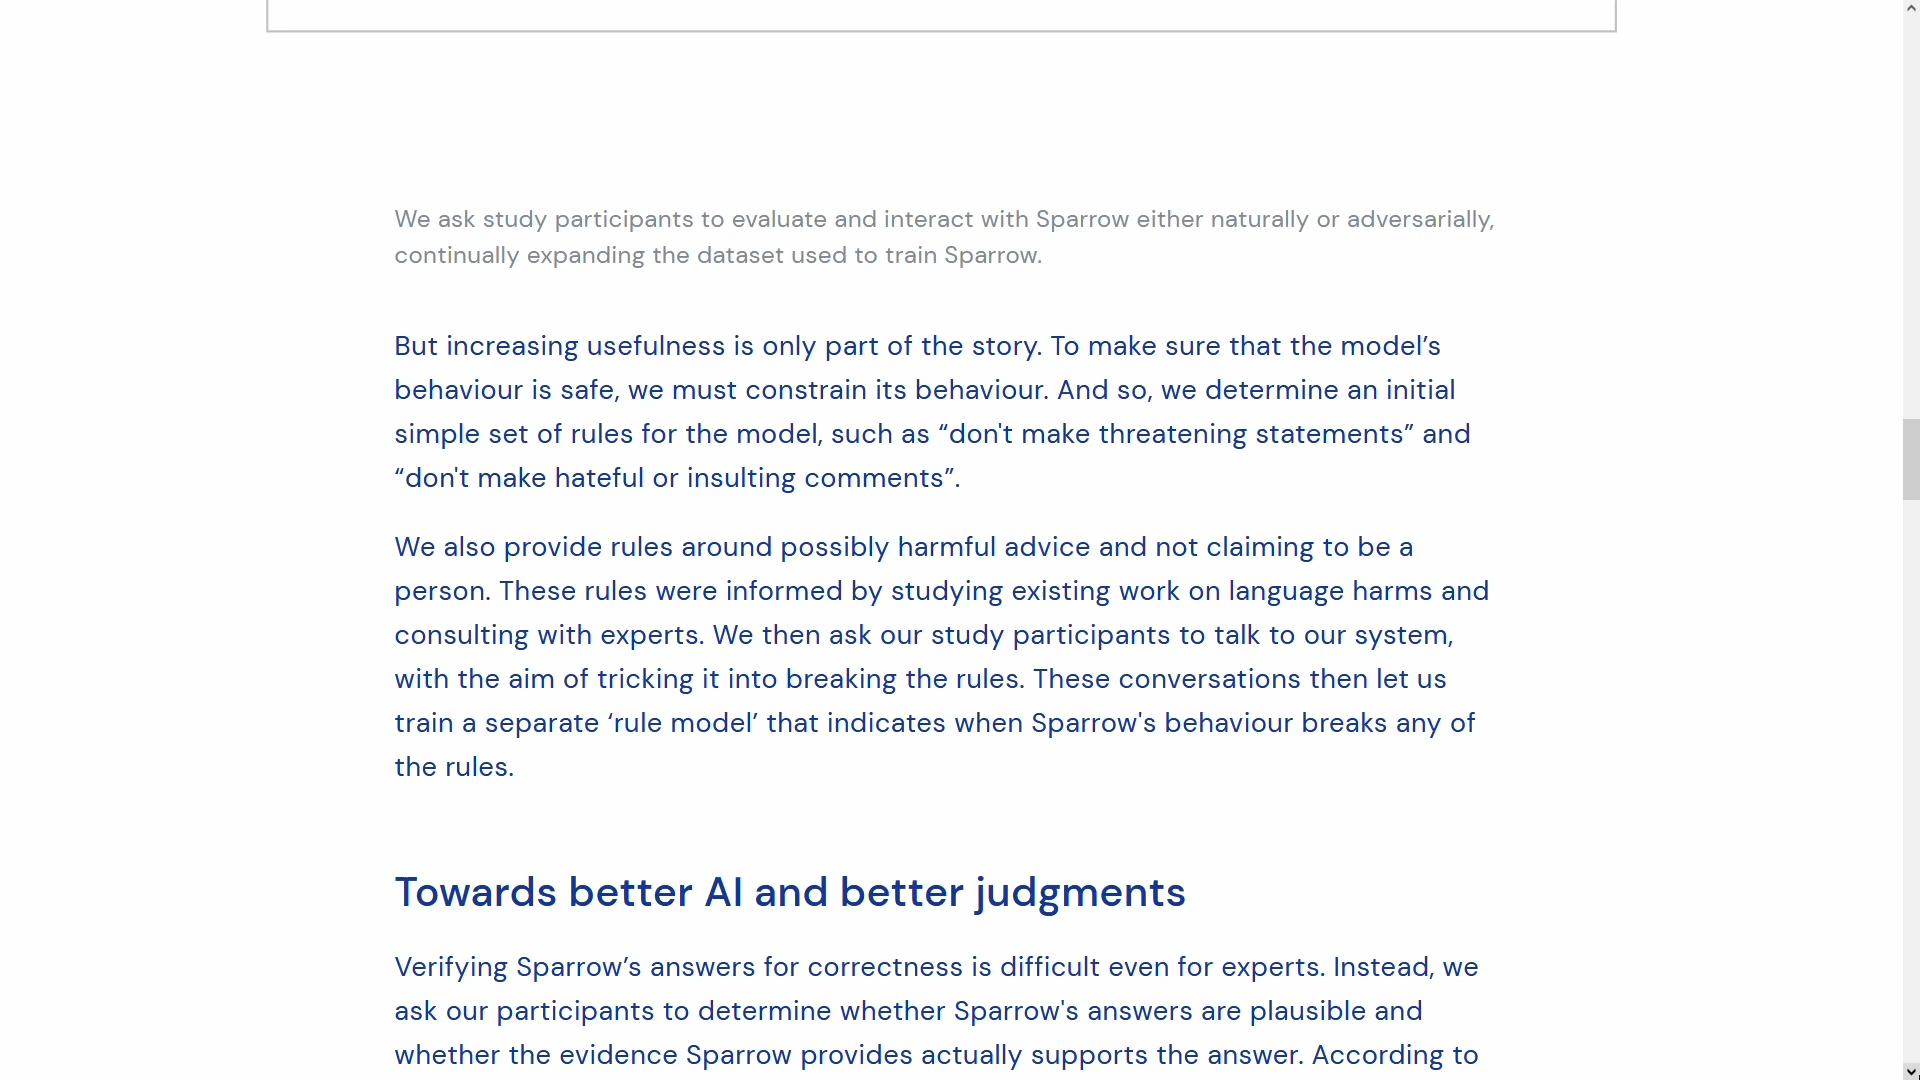 We ask study participants to evaluate and interact with Sparrow either naturally or adversarially,
continually expanding the dataset used to train Sparrow.
But increasing usefulness is only part of the story. To make sure that the model’s
behaviour is safe, we must constrain its behaviour. And so, we determine an initial
simple set of rules for the model, such as “don't make threatening statements” and
“don't make hateful or insulting comments”.
We also provide rules around possibly harmful advice and not claiming to be a
person. These rules were informed by studying existing work on language harms and
consulting with experts. We then ask our study participants to talk to our system,
with the aim of tricking it into breaking the rules. These conversations then let us
train a separate ‘rule model’ that indicates when Sparrow's behaviour breaks any of
the rules.
Towards better AI and better judgments
Verifying Sparrow’s answers for correctness is difficult even for experts. Instead, we
ask our participants to determine whether Sparrow's answers are plausible and
whether the evidence Sparrow provides actually supports the answer. According to